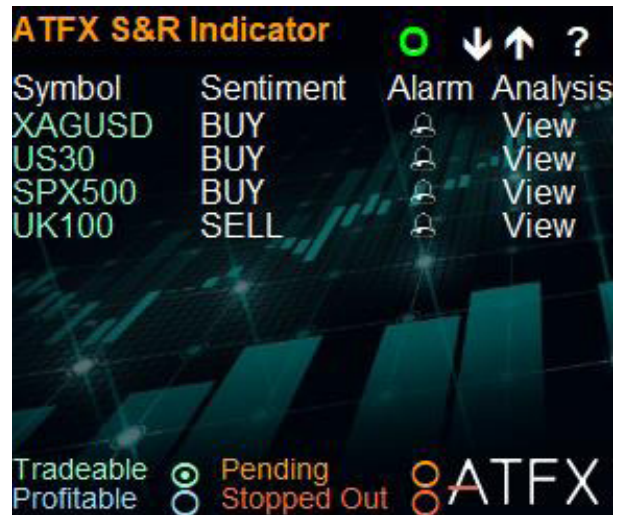 ATFX S&R Indicator ?
Symbol Sentiment Alarm Analysis
XAGUSD BUY View
US30 BUY View
SPX500 BUY View
UK100 SELL View
Tradeable Pending
Profitable Stopped Out
ATFX